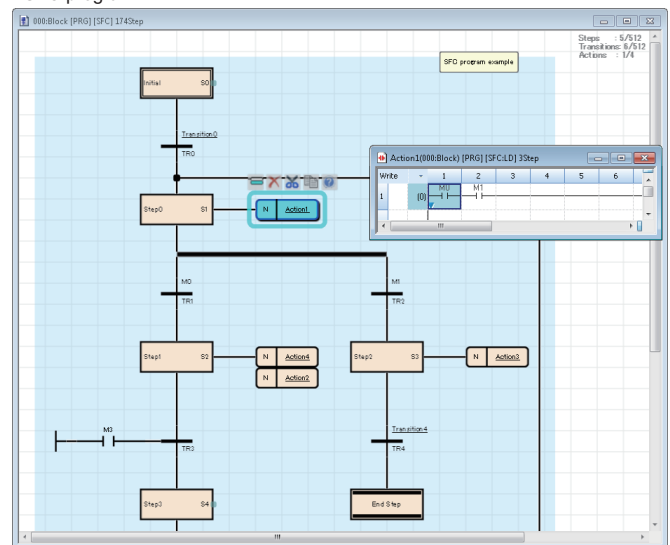 000:Block [PRG] [SFC] 174Step
Steps : 5/512
Transitions: 6/512
Actions : 1/4
SFC program example
Initial S0
Transition0
TR0
Action1(000:Block) [PRG] [SFC:LD] 3Step
Write 1 2 3 4 5 6
1 (0) M0 M1
Step0 S1
N Action1
M0
TR1
M1
TR2
Step1 S2
N Action4
N Action2
Step2 S3
N Action3
M3
TR3
Transition4
TR4
Step3 S4
End Step